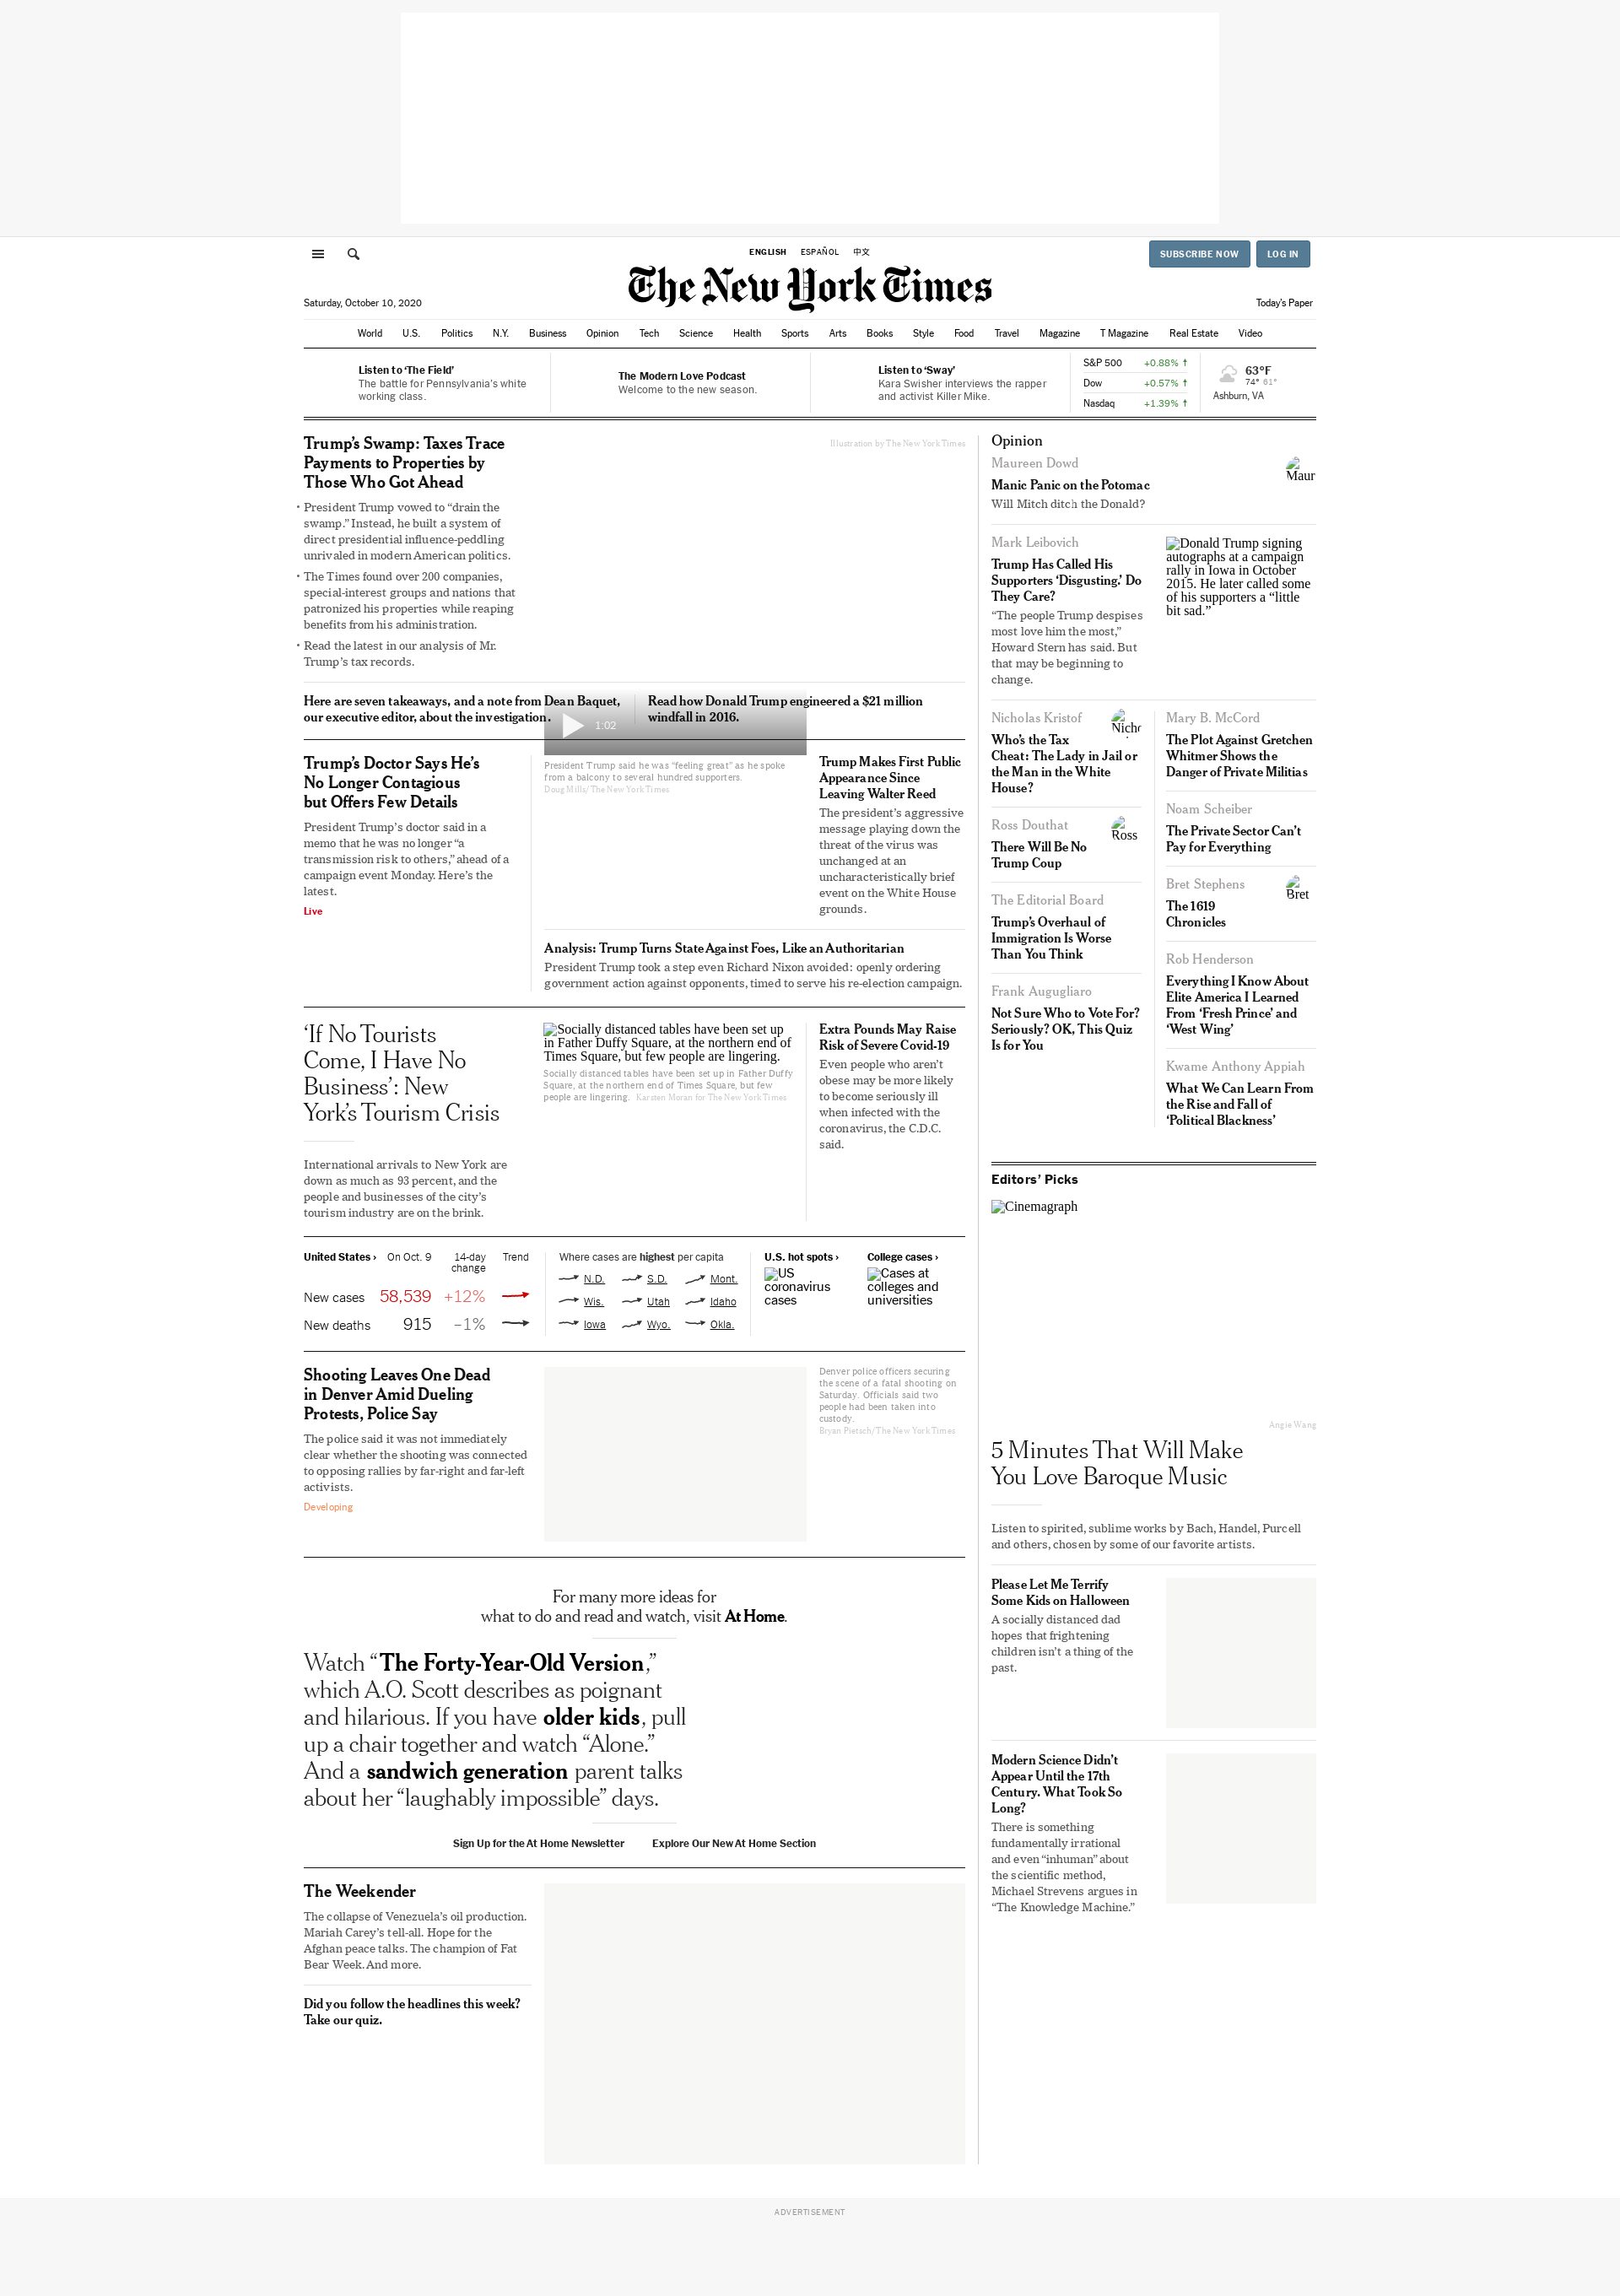 ENGLISH ESPAÑOL 中文
SUBSCRIBE NOW LOG IN
The New York Times
Saturday, October 10, 2020
Today's Paper
World U.S. Politics N.Y. Business Opinion Tech Science Health Sports Arts Books Style Food Travel Magazine T Magazine Real Estate Video
Listen to ‘The Field’
The battle for Pennsylvania’s white
working class.
The Modern Love Podcast
Welcome to the new season.
Listen to ‘Sway’
Kara Swisher interviews the rapper
and activist Killer Mike.
S&P 500 +0.88% ↑
Dow +0.57% ↑
Nasdaq +1.39% ↑
63°F
74° 61°
Ashburn, VA
Trump’s Swamp: Taxes Trace
Payments to Properties by
Those Who Got Ahead
• President Trump vowed to “drain the
swamp.” Instead, he built a system of
direct presidential influence-peddling
unrivaled in modern American politics.
• The Times found over 200 companies,
special-interest groups and nations that
patronized his properties while reaping
benefits from his administration.
• Read the latest in our analysis of Mr.
Trump’s tax records.
Illustration by The New York Times
Here are seven takeaways, and a note from Dean Baquet,
our executive editor, about the investigation.
Read how Donald Trump engineered a $21 million
windfall in 2016.
1:02
Trump’s Doctor Says He’s
No Longer Contagious
but Offers Few Details
President Trump’s doctor said in a
memo that he was no longer “a
transmission risk to others,” ahead of a
campaign event Monday. Here’s the
latest.
Live
President Trump said he was “feeling great” as he spoke
from a balcony to several hundred supporters.
Doug Mills/The New York Times
Trump Makes First Public
Appearance Since
Leaving Walter Reed
The president’s aggressive
message playing down the
threat of the virus was
unchanged at an
uncharacteristically brief
event on the White House
grounds.
Analysis: Trump Turns State Against Foes, Like an Authoritarian
President Trump took a step even Richard Nixon avoided: openly ordering
government action against opponents, timed to serve his re-election campaign.
‘If No Tourists
Come, I Have No
Business’: New
York’s Tourism Crisis
International arrivals to New York are
down as much as 93 percent, and the
people and businesses of the city’s
tourism industry are on the brink.
Socially distanced tables have been set up
in Father Duffy Square, at the northern end of
Times Square, but few people are lingering.
Socially distanced tables have been set up in Father Duffy
Square, at the northern end of Times Square, but few
people are lingering. Karsten Moran for The New York Times
Extra Pounds May Raise
Risk of Severe Covid-19
Even people who aren’t
obese may be more likely
to become seriously ill
when infected with the
coronavirus, the C.D.C.
said.
United States › On Oct. 9 14-day
change Trend
New cases 58,539 +12%
New deaths 915 –1%
Where cases are highest per capita
N.D. S.D. Mont.
Wis. Utah Idaho
Iowa Wyo. Okla.
U.S. hot spots ›
US
coronavirus
cases
College cases ›
Cases at
colleges and
universities
Shooting Leaves One Dead
in Denver Amid Dueling
Protests, Police Say
The police said it was not immediately
clear whether the shooting was connected
to opposing rallies by far-right and far-left
activists.
Developing
Denver police officers securing
the scene of a fatal shooting on
Saturday. Officials said two
people had been taken into
custody.
Bryan Pietsch/The New York Times
For many more ideas for
what to do and read and watch, visit At Home.
Watch “The Forty-Year-Old Version,”
which A.O. Scott describes as poignant
and hilarious. If you have older kids, pull
up a chair together and watch “Alone.”
And a sandwich generation parent talks
about her “laughably impossible” days.
Sign Up for the At Home Newsletter Explore Our New At Home Section
The Weekender
The collapse of Venezuela’s oil production.
Mariah Carey’s tell-all. Hope for the
Afghan peace talks. The champion of Fat
Bear Week. And more.
Did you follow the headlines this week?
Take our quiz.
Opinion
Maureen Dowd
Manic Panic on the Potomac
Will Mitch ditch the Donald?
Maur
Mark Leibovich
Trump Has Called His
Supporters ‘Disgusting.’ Do
They Care?
“The people Trump despises
most love him the most,”
Howard Stern has said. But
that may be beginning to
change.
Donald Trump signing
autographs at a campaign
rally in Iowa in October
2015. He later called some
of his supporters a “little
bit sad.”
Nicholas Kristof
Who’s the Tax
Cheat: The Lady in Jail or
the Man in the White
House?
Nicho
Ross Douthat
There Will Be No
Trump Coup
Ross
The Editorial Board
Trump’s Overhaul of
Immigration Is Worse
Than You Think
Frank Augugliaro
Not Sure Who to Vote For?
Seriously? OK, This Quiz
Is for You
Mary B. McCord
The Plot Against Gretchen
Whitmer Shows the
Danger of Private Militias
Noam Scheiber
The Private Sector Can’t
Pay for Everything
Bret Stephens
The 1619
Chronicles
Bret
Rob Henderson
Everything I Know About
Elite America I Learned
From ‘Fresh Prince’ and
‘West Wing’
Kwame Anthony Appiah
What We Can Learn From
the Rise and Fall of
‘Political Blackness’
Editors’ Picks
Cinemagraph
Angie Wang
5 Minutes That Will Make
You Love Baroque Music
Listen to spirited, sublime works by Bach, Handel, Purcell
and others, chosen by some of our favorite artists.
Please Let Me Terrify
Some Kids on Halloween
A socially distanced dad
hopes that frightening
children isn’t a thing of the
past.
Modern Science Didn’t
Appear Until the 17th
Century. What Took So
Long?
There is something
fundamentally irrational
and even “inhuman” about
the scientific method,
Michael Strevens argues in
“The Knowledge Machine.”
ADVERTISEMENT